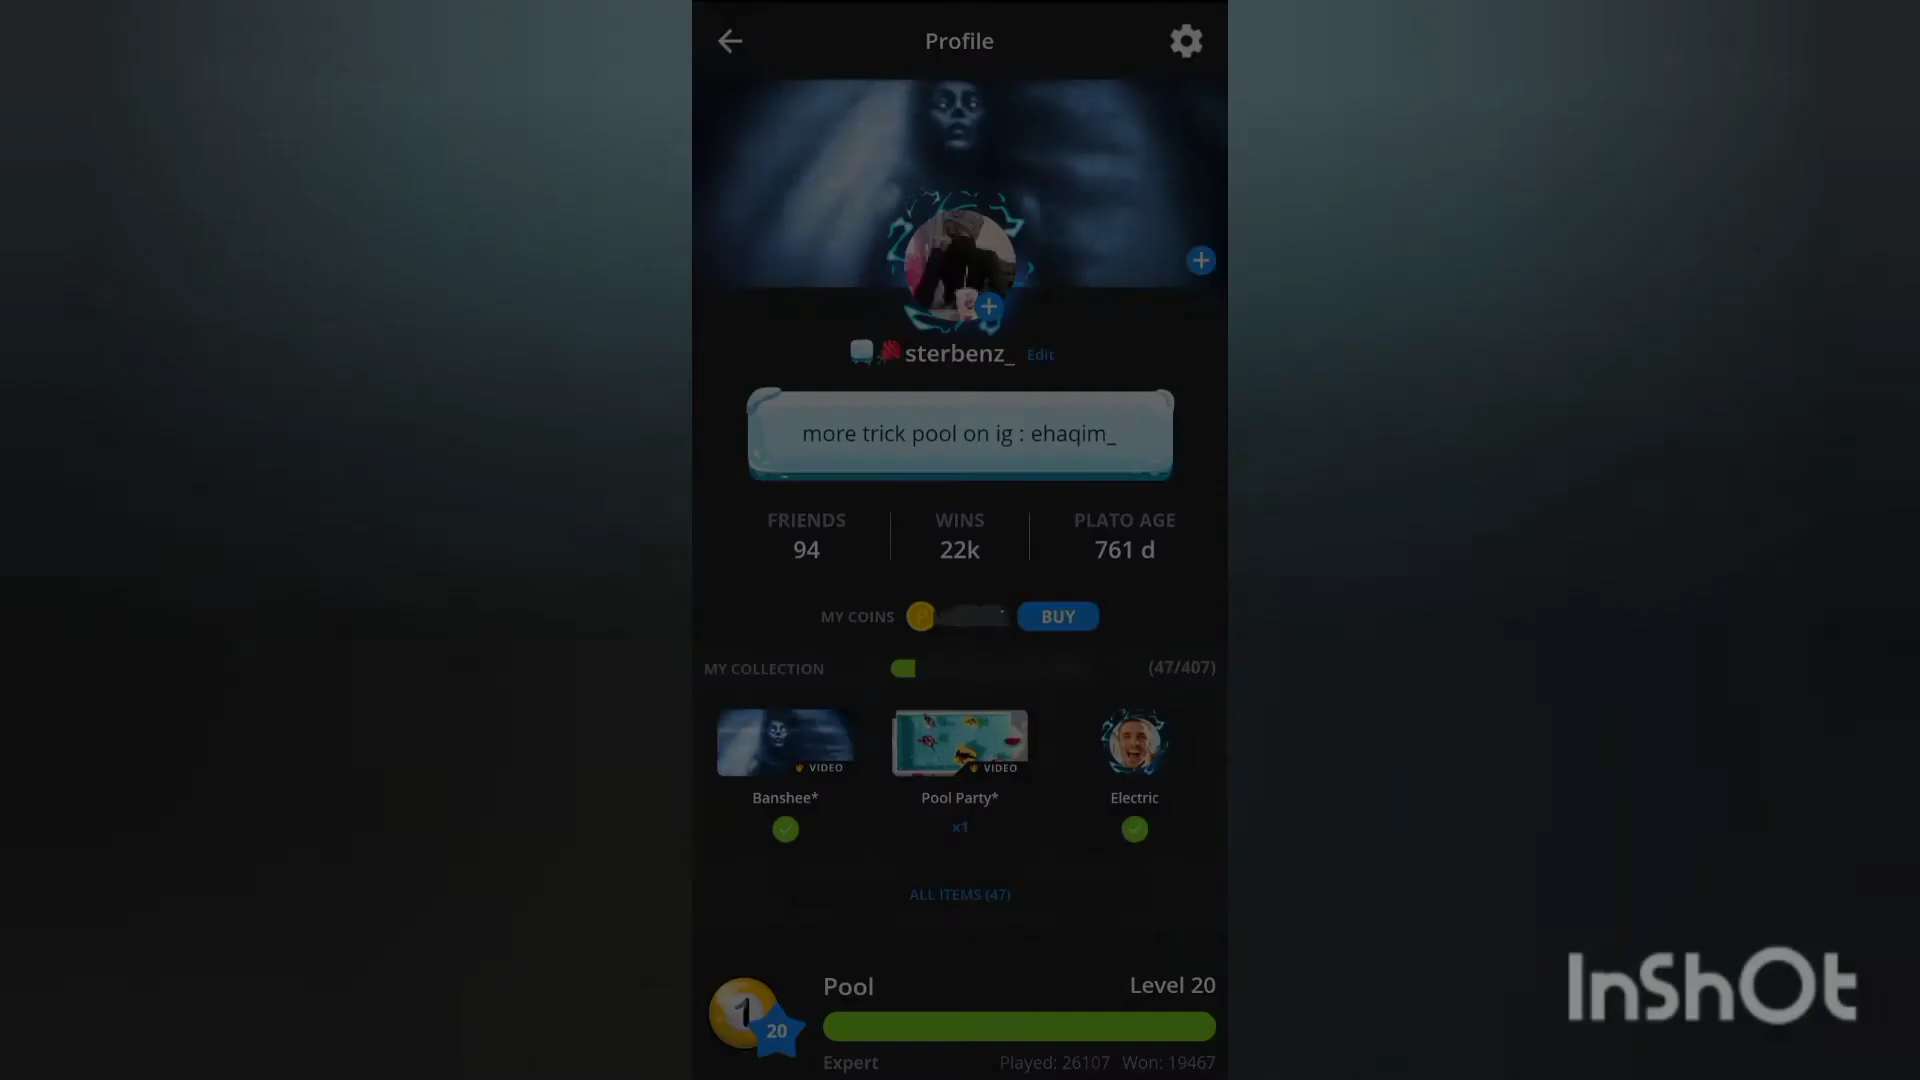 Profile
sterbenz_ Edit
more trick pool on ig : ehaqim_
FRIENDS WINS PLATO AGE
94 22k 761 d
MY COINS P BUY
MY COLLECTION (47/407)
VIDEO VIDEO
Banshee* Pool Party* Electric
x1
ALL ITEMS (47)
Pool Level 20
1 20
Expert Played: 26107 Won: 19467
InShOt